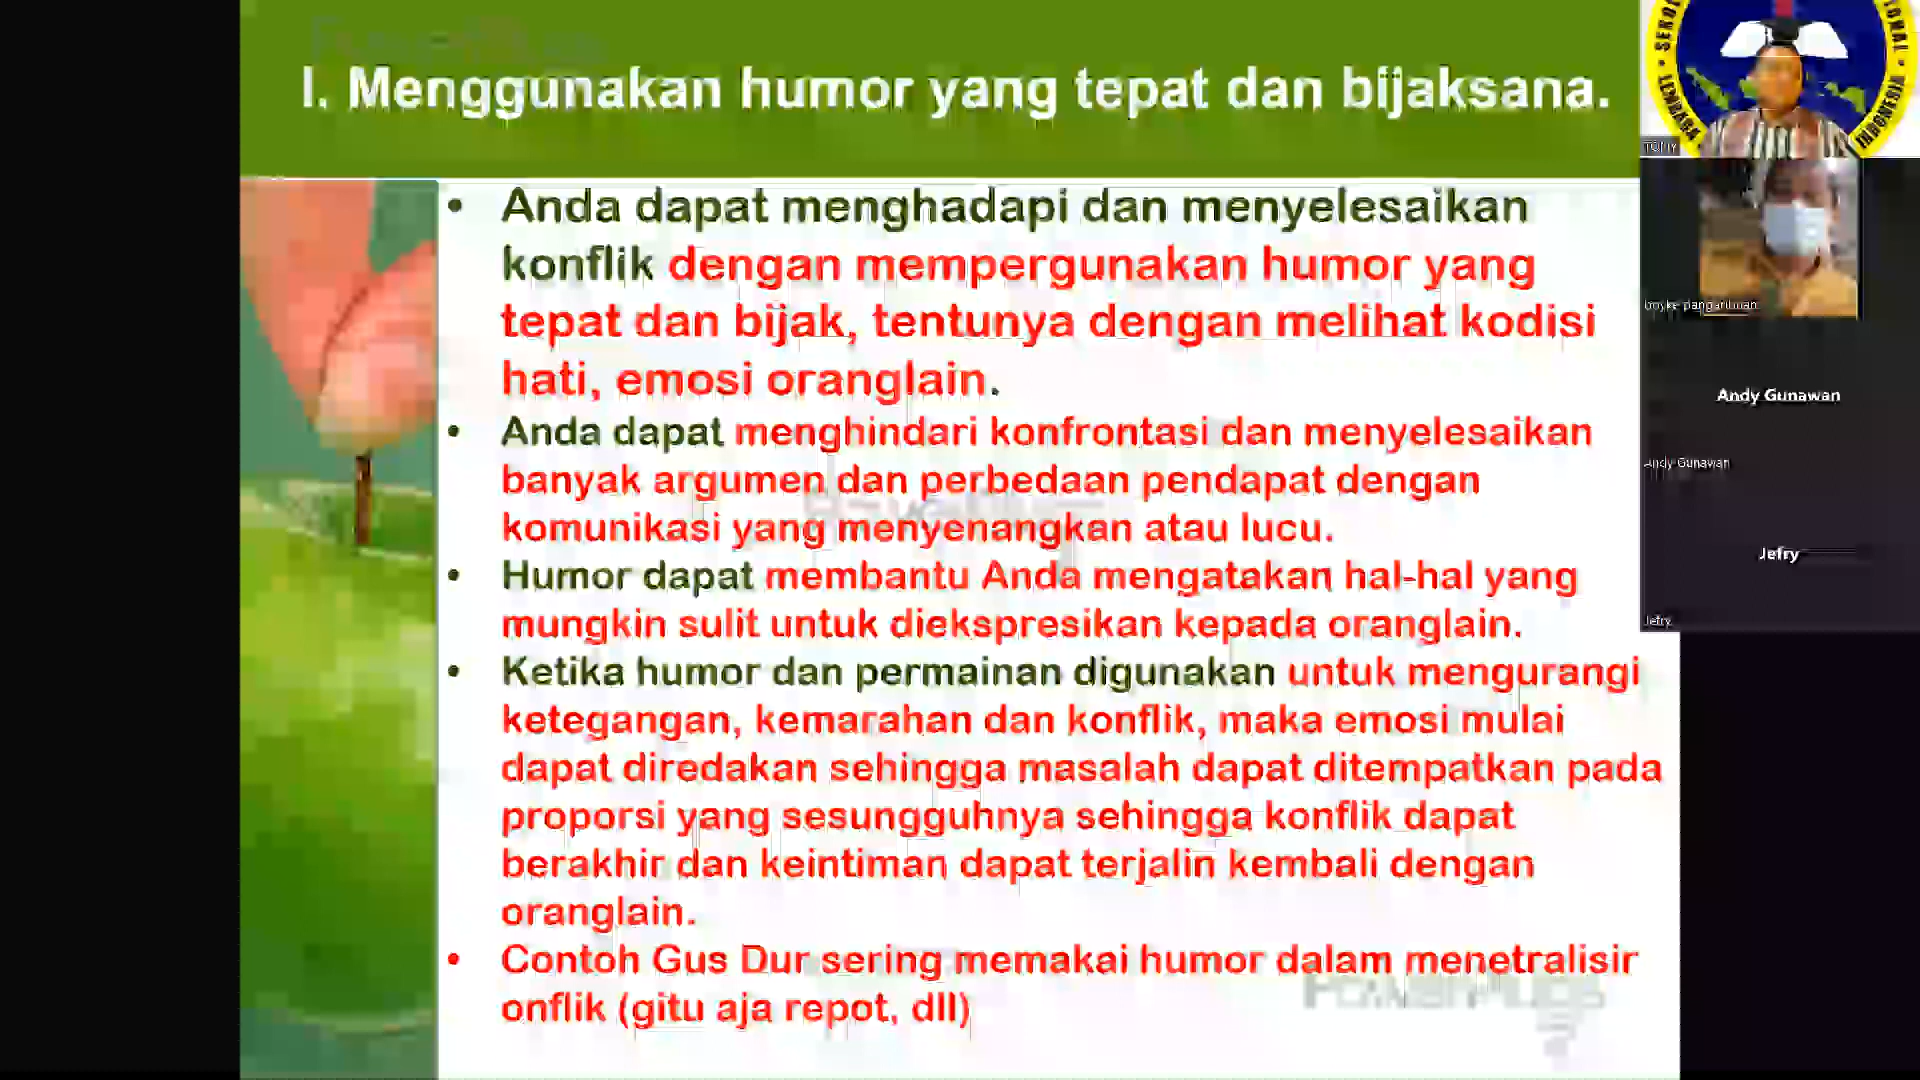 I. Menggunakan humor yang tepat dan bijaksana.
• Anda dapat menghadapi dan menyelesaikan
konflik dengan mempergunakan humor yang
tepat dan bijak, tentunya dengan melihat kodisi
hati, emosi oranglain.
• Anda dapat menghindari konfrontasi dan menyelesaikan
banyak argumen dan perbedaan pendapat dengan
komunikasi yang menyenangkan atau lucu.
• Humor dapat membantu Anda mengatakan hal-hal yang
mungkin sulit untuk diekspresikan kepada oranglain.
• Ketika humor dan permainan digunakan untuk mengurangi
ketegangan, kemarahan dan konflik, maka emosi mulai
dapat diredakan sehingga masalah dapat ditempatkan pada
proporsi yang sesungguhnya sehingga konflik dapat
berakhir dan keintiman dapat terjalin kembali dengan
oranglain.
• Contoh Gus Dur sering memakai humor dalam menetralisir
onflik (gitu aja repot, dll)
LEMBAGA
INDONESIA
TONY
boyke pangaribuan
Andy Gunawan
Andy Gunawan
Jefry
Jefry